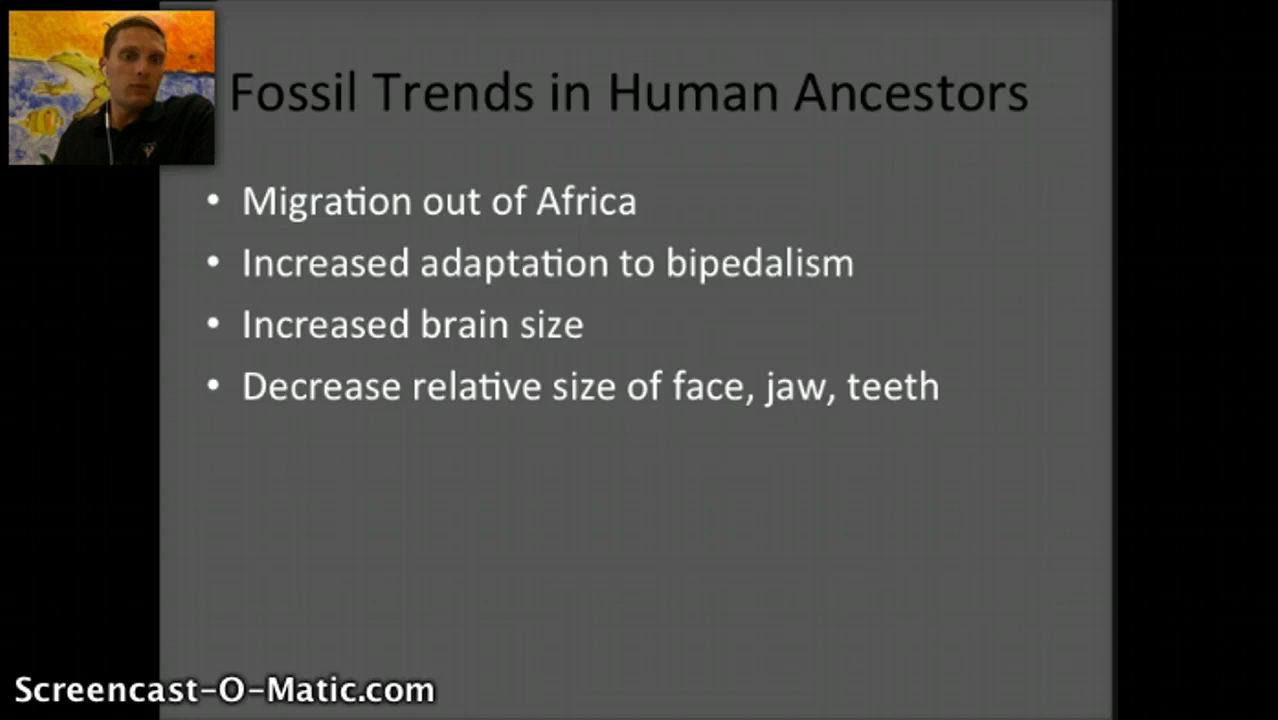 Fossil Trends in Human Ancestors
• Migration out of Africa
• Increased adaptation to bipedalism
• Increased brain size
• Decrease relative size of face, jaw, teeth
Screencast-O-Matic.com